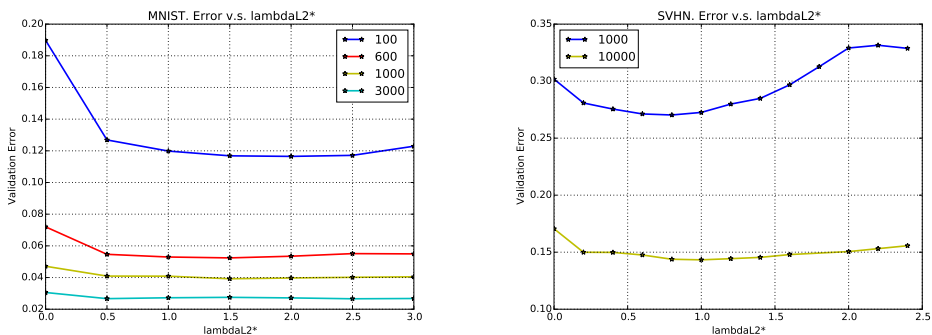 MNIST. Error v.s. lambdaL2*
Validation Error
0.20
0.18
0.16
0.14
0.12
0.10
0.08
0.06
0.04
0.02
100
600
1000
3000
0.0 0.5 1.0 1.5 2.0 2.5 3.0
lambdaL2*
SVHN. Error v.s. lambdaL2*
Validation Error
0.35
0.30
0.25
0.20
0.15
0.10
1000
10000
0.0 0.5 1.0 1.5 2.0 2.5
lambdaL2*